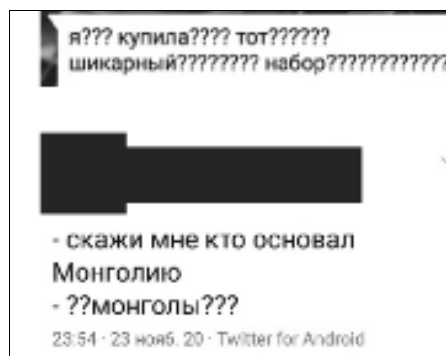 я??? купила???? тот??????
шикарный???????? набор????????????
- скажи мне кто основал
Монголию
- ??монголы???
23:54 · 23 нояб. 20 · Twitter for Android